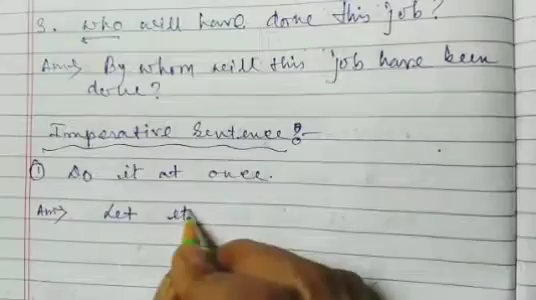 3. who will have done this job?
Ans) By whom will this job have been
done?
Imperative Sentence :-
① Do it at once.
Ans) Let it